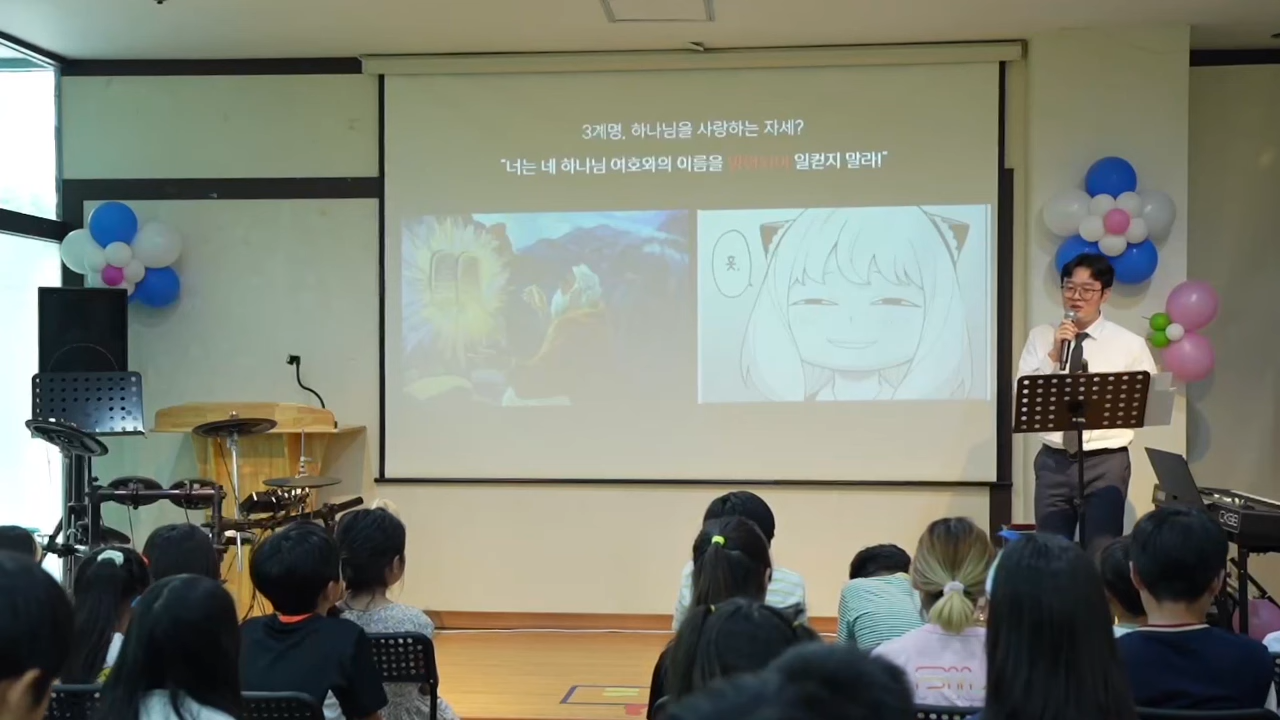 3계명, 하나님을 사랑하는 자세?
"너는 네 하나님 여호와의 이름을 일컫지 말라!"
풋.